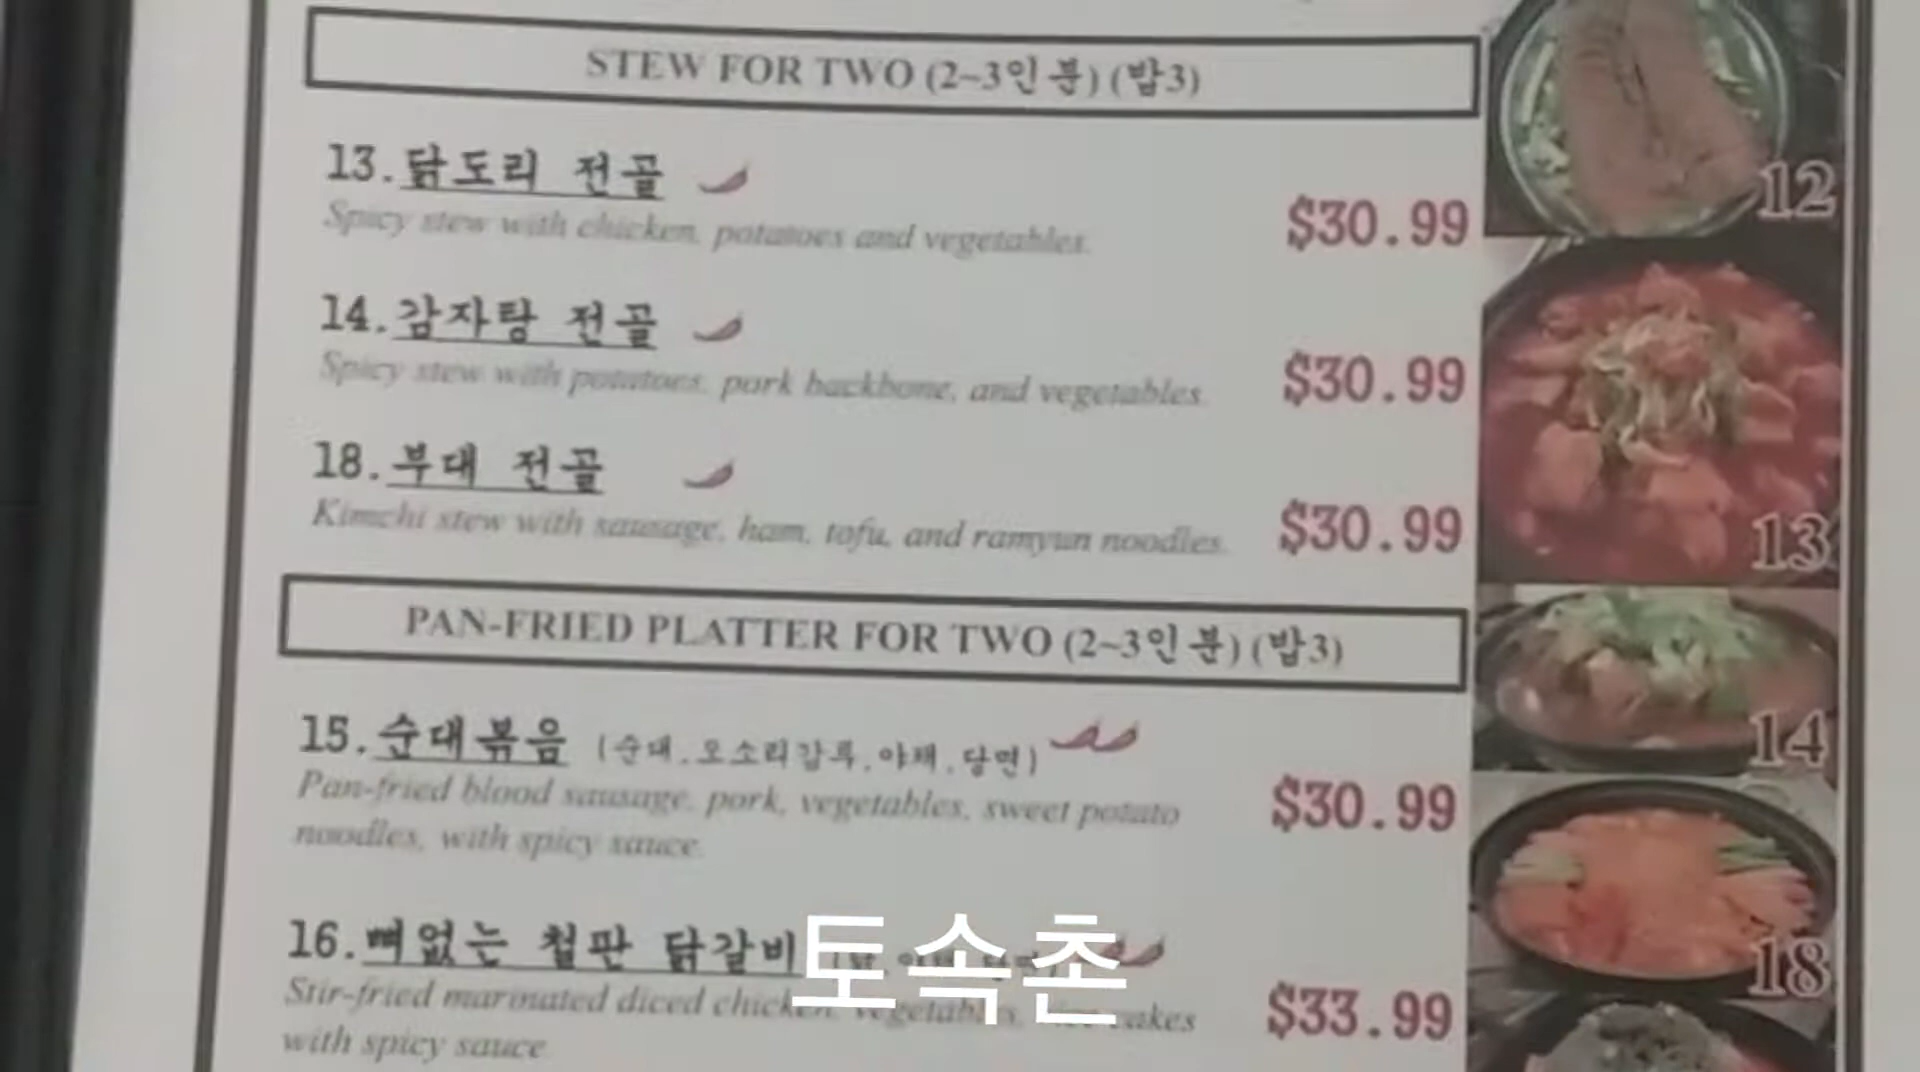 STEW FOR TWO (2~3인분) (밥3)
13.닭도리 전골
Spicy stew with chicken, potatoes and vegetables.
$30.99
14.감자탕 전골
Spicy stew with potatoes, pork backbone, and vegetables.
$30.99
18.부대 전골
Kimchi stew with sausage, ham, tofu, and ramyun noodles.
$30.99
PAN-FRIED PLATTER FOR TWO (2~3인분) (밥3)
15.순대볶음 (순대.오소리감투.야채.당면)
Pan-fried blood sausage, pork, vegetables, sweet potato
noodles, with spicy sauce.
$30.99
16.뼈없는 철판 닭갈비
Stir-fried marinated diced chicken, vegetables, rice cakes
with spicy sauce
$33.99
토속촌
12
13
14
18